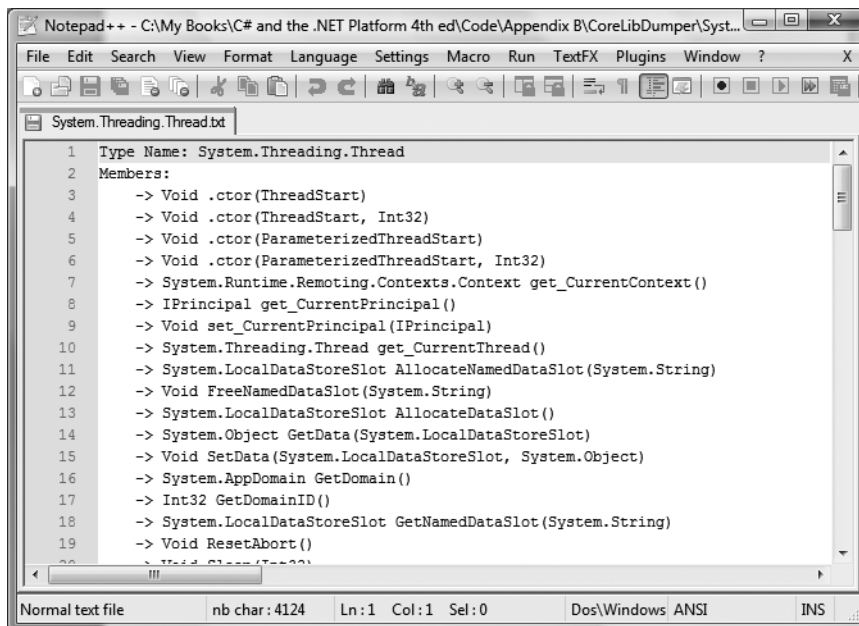 Notepad++ - C:\My Books\C# and the .NET Platform 4th ed\Code\Appendix B\CoreLibDumper\Syst...
File Edit Search View Format Language Settings Macro Run TextFX Plugins Window ? X
System.Threading.Thread.txt
1 Type Name: System.Threading.Thread
2 Members:
3 -> Void .ctor(ThreadStart)
4 -> Void .ctor(ThreadStart, Int32)
5 -> Void .ctor(ParameterizedThreadStart)
6 -> Void .ctor(ParameterizedThreadStart, Int32)
7 -> System.Runtime.Remoting.Contexts.Context get_CurrentContext()
8 -> IPrincipal get_CurrentPrincipal()
9 -> Void set_CurrentPrincipal(IPrincipal)
10 -> System.Threading.Thread get_CurrentThread()
11 -> System.LocalDataStoreSlot AllocateNamedDataSlot(System.String)
12 -> Void FreeNamedDataSlot(System.String)
13 -> System.LocalDataStoreSlot AllocateDataSlot()
14 -> System.Object GetData(System.LocalDataStoreSlot)
15 -> Void SetData(System.LocalDataStoreSlot, System.Object)
16 -> System.AppDomain GetDomain()
17 -> Int32 GetDomainID()
18 -> System.LocalDataStoreSlot GetNamedDataSlot(System.String)
19 -> Void ResetAbort()
Normal text file nb char : 4124 Ln : 1 Col : 1 Sel : 0 Dos\Windows ANSI INS